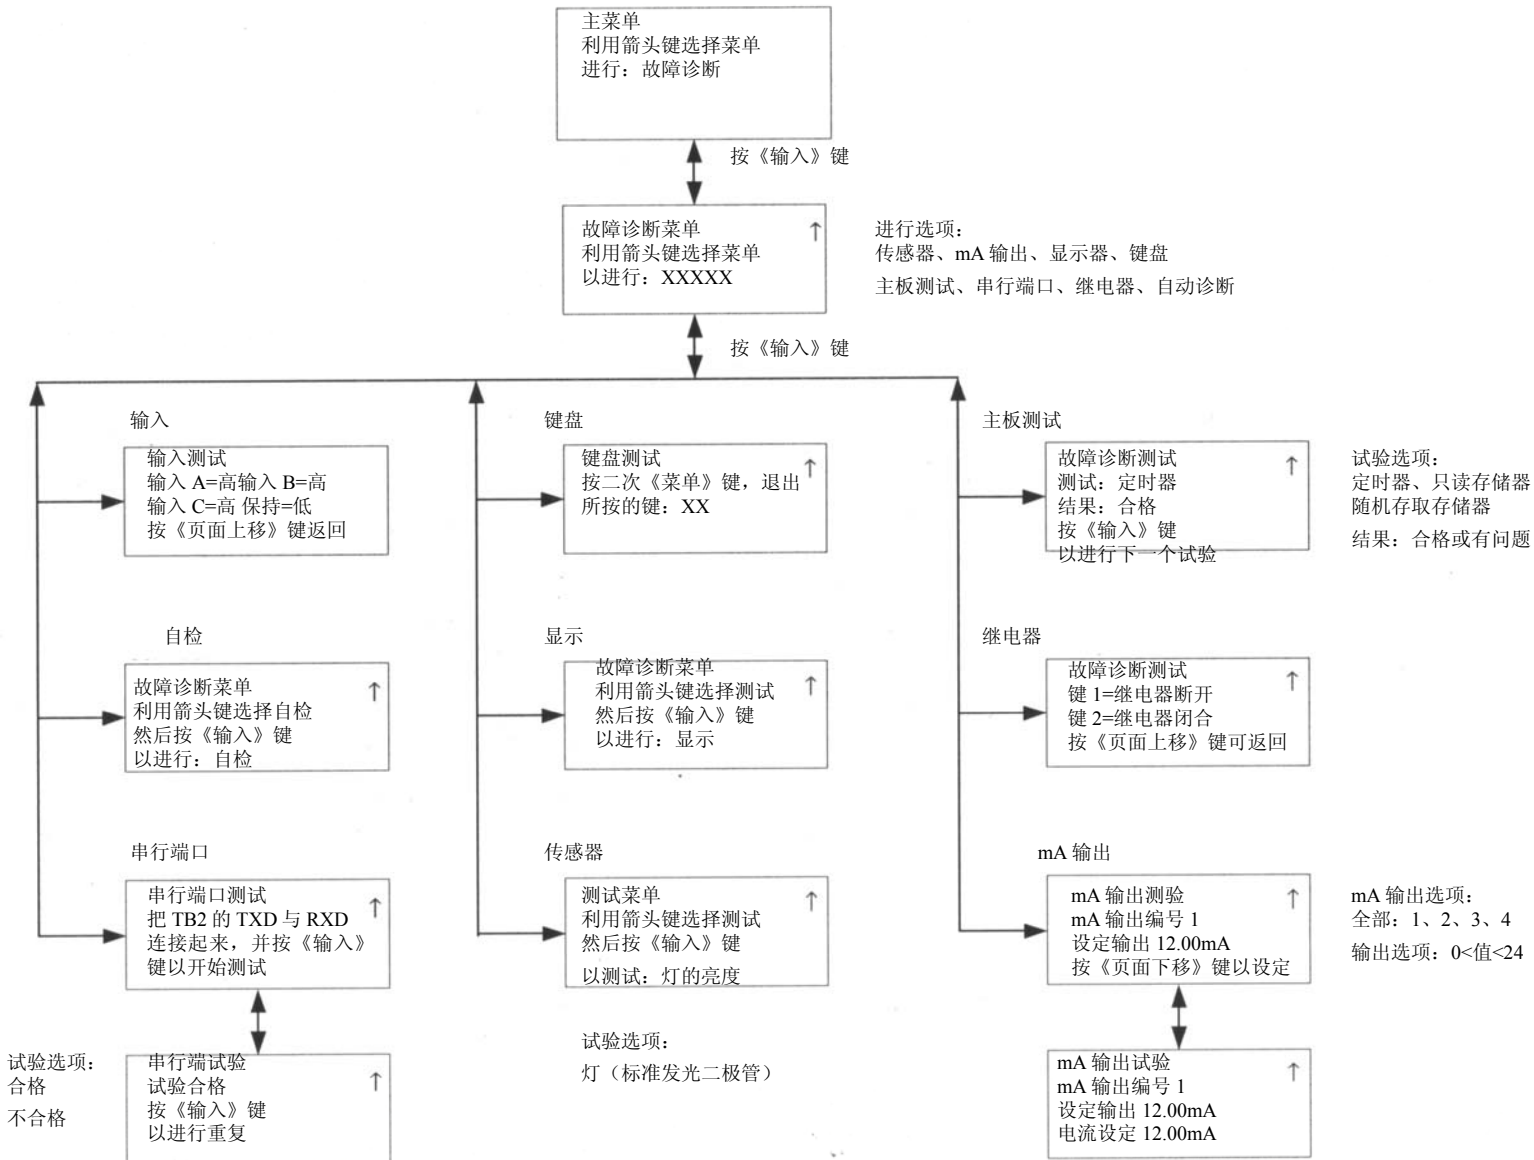 主菜单
利用箭头键选择菜单
进行：故障诊断
按《输入》键
故障诊断菜单
利用箭头键选择菜单
以进行：XXXXX
↑
进行选项：
传感器、mA 输出、显示器、键盘
主板测试、串行端口、继电器、自动诊断
按《输入》键
输入
输入测试
输入 A=高输入 B=高
输入 C=高 保持=低
按《页面上移》键返回
↑
键盘
键盘测试
按二次《菜单》键，退出
所按的键：XX
↑
主板测试
故障诊断测试
测试：定时器
结果：合格
按《输入》键
以进行下一个试验
↑
试验选项：
定时器、只读存储器
随机存取存储器
结果：合格或有问题
自检
故障诊断菜单
利用箭头键选择自检
然后按《输入》键
以进行：自检
↑
显示
故障诊断菜单
利用箭头键选择测试
然后按《输入》键
以进行：显示
↑
继电器
故障诊断测试
键 1=继电器断开
键 2=继电器闭合
按《页面上移》键可返回
↑
串行端口
串行端口测试
把 TB2 的 TXD 与 RXD
连接起来，并按《输入》
键以开始测试
↑
传感器
测试菜单
利用箭头键选择测试
然后按《输入》键
以测试：灯的亮度
↑
mA 输出
mA 输出测验
mA 输出编号 1
设定输出 12.00mA
按《页面下移》键以设定
↑
mA 输出选项：
全部：1、2、3、4
输出选项：0<值<24
试验选项：
合格
不合格
串行端试验
试验合格
按《输入》键
以进行重复
↑
试验选项：
灯（标准发光二极管）
mA 输出试验
mA 输出编号 1
设定输出 12.00mA
电流设定 12.00mA
↑